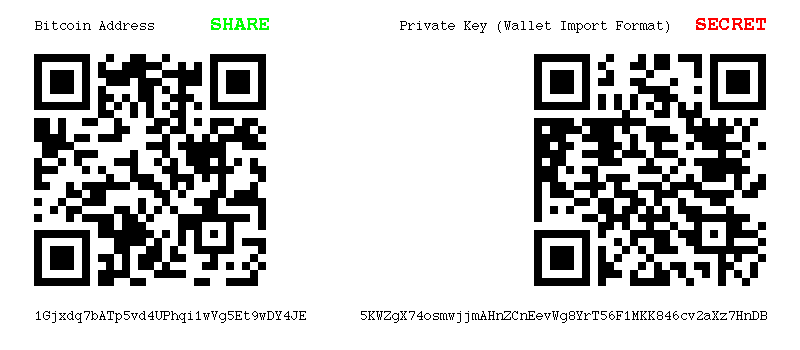 Bitcoin Address SHARE
Private Key (Wallet Import Format) SECRET
1Gjxdq7bATp5vd4UPhqi1wVg5Et9wDY4JE
5KWZgX74osmwjjmAHnZCnEevWg8YrT56F1MKK846cv2aXz7HnDB